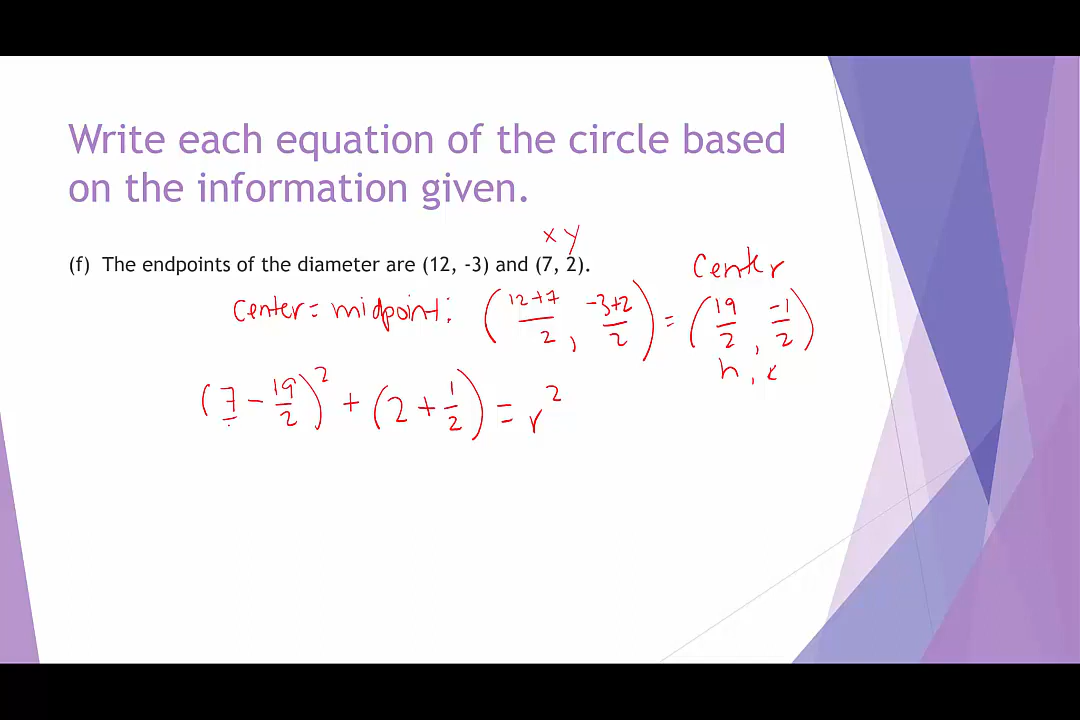 Write each equation of the circle based
on the information given.
x y
(f) The endpoints of the diameter are (12, -3) and (7, 2).
Center
Center = midpoint: (12+7/2, -3+2/2) = (19/2, -1/2)
h, k
(7 - 19/2)² + (2 + 1/2) = r²